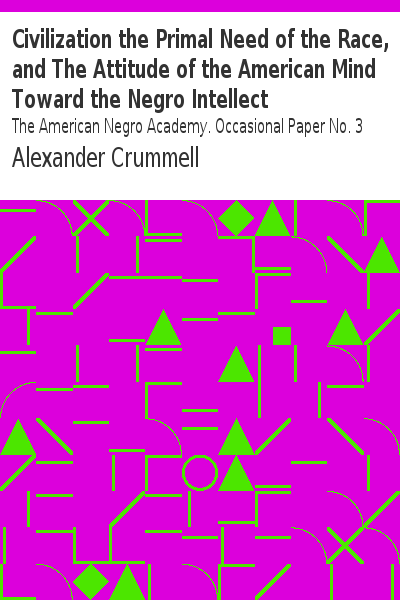 Civilization the Primal Need of the Race,
and The Attitude of the American Mind
Toward the Negro Intellect
The American Negro Academy. Occasional Paper No. 3
Alexander Crummell